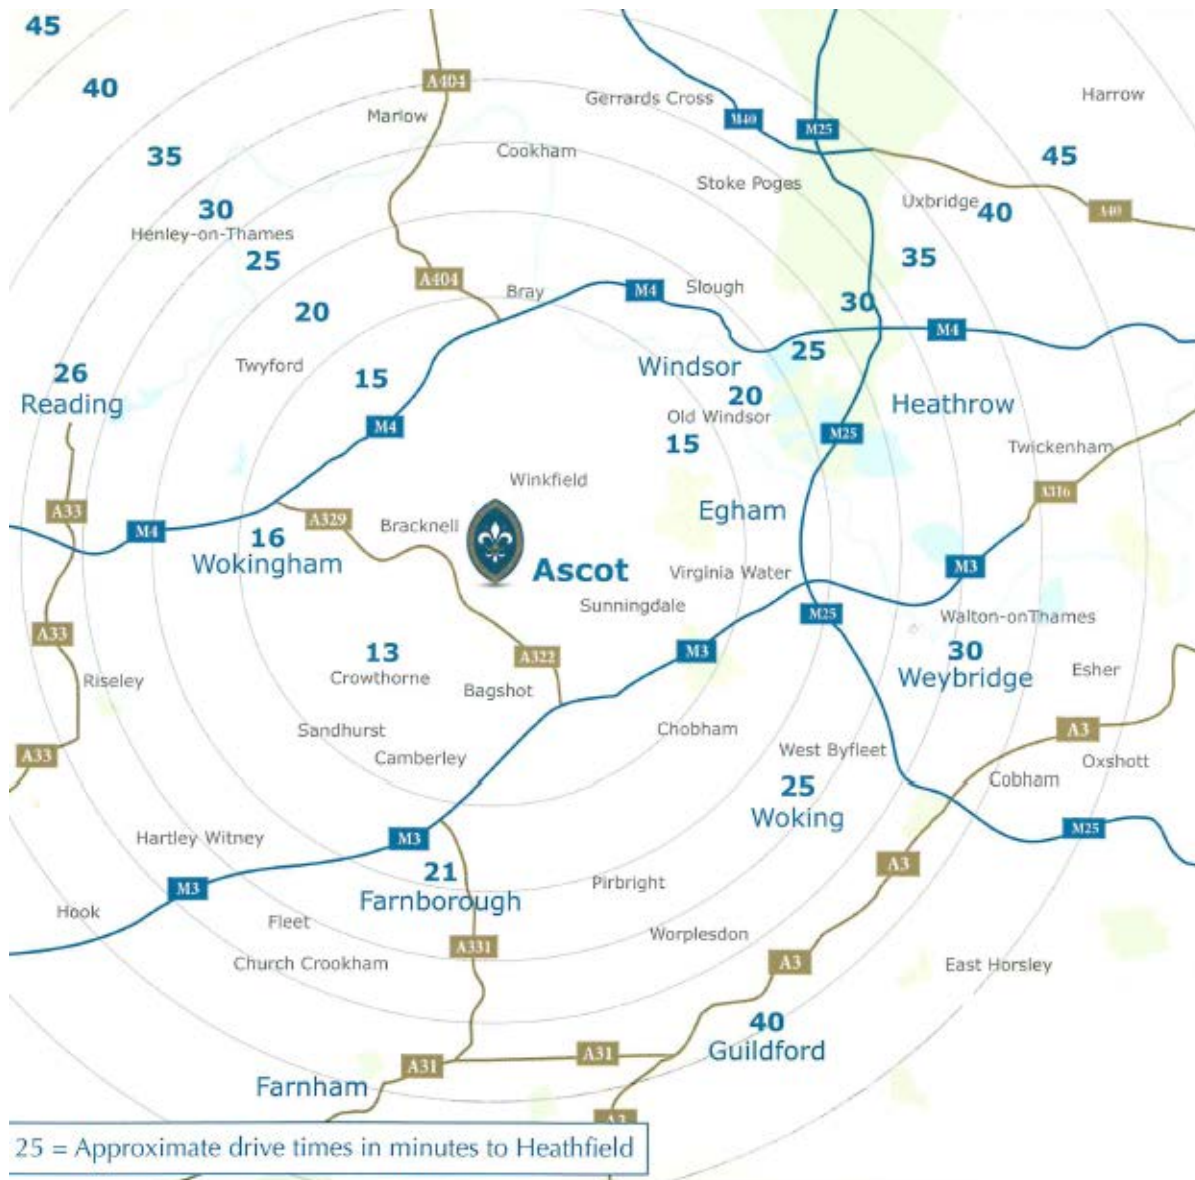 45
A404
40
Gerrards Cross
Harrow
Marlow
M40
M25
Cookham
35
45
Stoke Poges
30
Uxbridge
40
A40
Henley-on-Thames
25
35
A404
Bray
M4
Slough
20
30
M4
25
Twyford
Windsor
26
15
20
Reading
Old Windsor
Heathrow
M4
M25
15
Twickenham
Winkfield
A316
A33
A329
Egham
Bracknell
M4
16
Wokingham
Ascot
Virginia Water
M3
Sunningdale
M25
Walton-onThames
A33
13
A322
M3
30
Crowthorne
Weybridge
Esher
Riseley
Bagshot
Sandhurst
Chobham
A3
A33
Camberley
West Byfleet
Oxshott
Cobham
25
Woking
M25
Hartley Witney
M3
A3
21
M3
Pirbright
Farnborough
Hook
Fleet
Worplesdon
A331
Church Crookham
A3
East Horsley
40
Guildford
A31
A31
Farnham
A3
25 = Approximate drive times in minutes to Heathfield